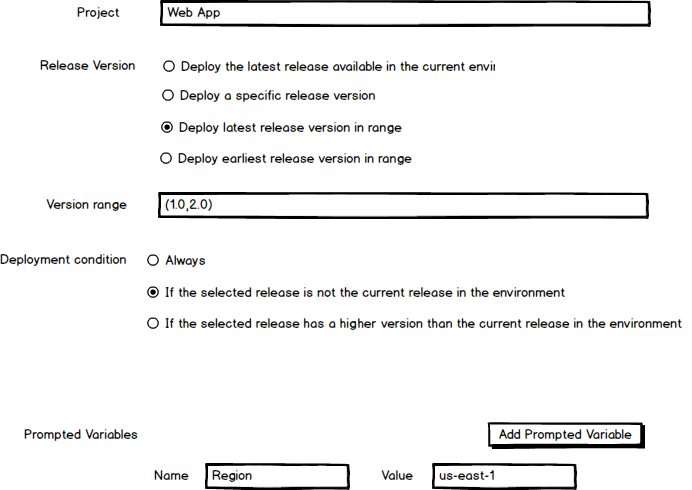 Project Web App
Release Version Deploy the latest release available in the current
Deploy a specific release version
Deploy latest release version in range
Deploy earliest release version in range
Version range (1.0,2.0)
Deployment condition Always
If the selected release is not the current release in the environment
If the selected release has a higher version than the current release in the environment
Prompted Variables Add Prompted Variable
Name Region Value us-east-1